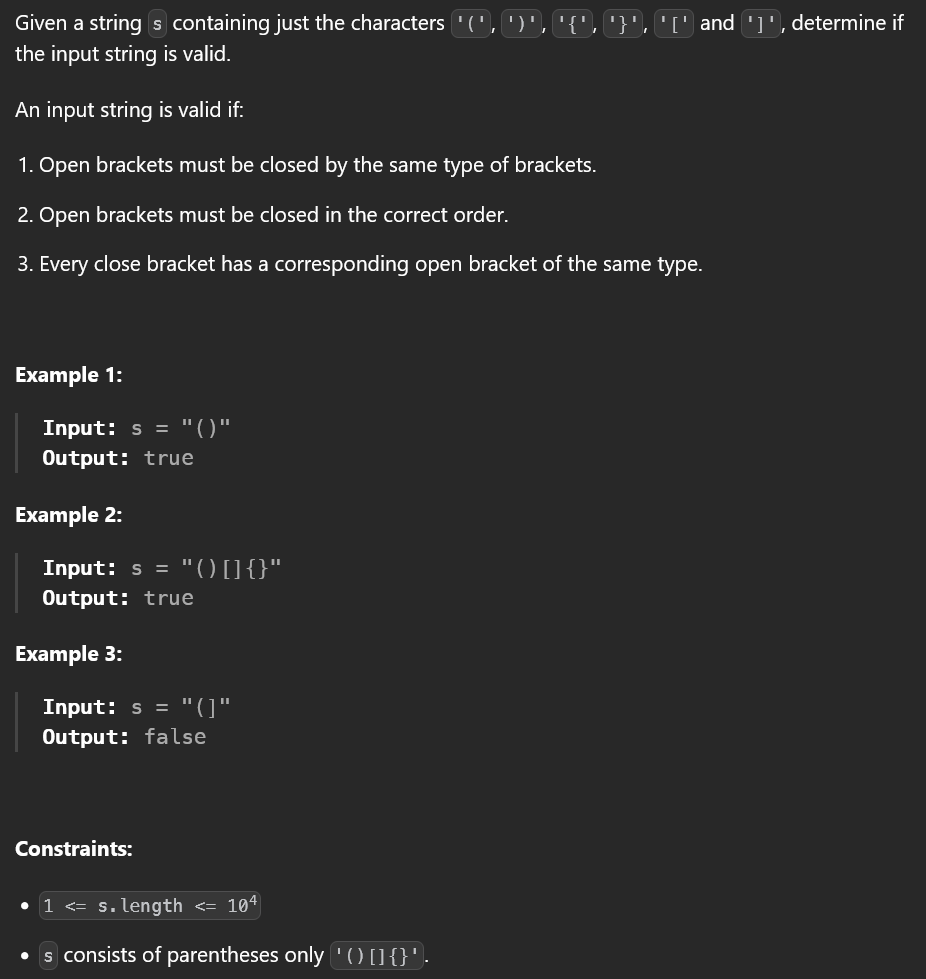 Given a string s containing just the characters '(', ')', '{', '}', '[' and ']', determine if
the input string is valid.
An input string is valid if:
1. Open brackets must be closed by the same type of brackets.
2. Open brackets must be closed in the correct order.
3. Every close bracket has a corresponding open bracket of the same type.
Example 1:
Input: s = "()"
Output: true
Example 2:
Input: s = "()[]{}"
Output: true
Example 3:
Input: s = "(]"
Output: false
Constraints:
• 1 <= s.length <= 10⁴
• s consists of parentheses only '()[]{}'.